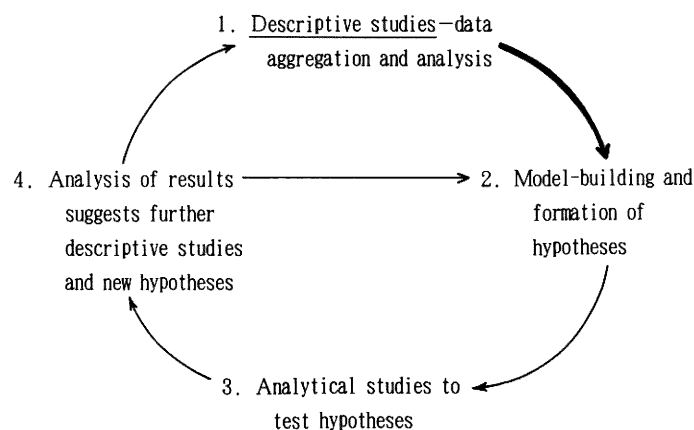 1. Descriptive studies—data
aggregation and analysis
4. Analysis of results
suggests further
descriptive studies
and new hypotheses
2. Model-building and
formation of
hypotheses
3. Analytical studies to
test hypotheses